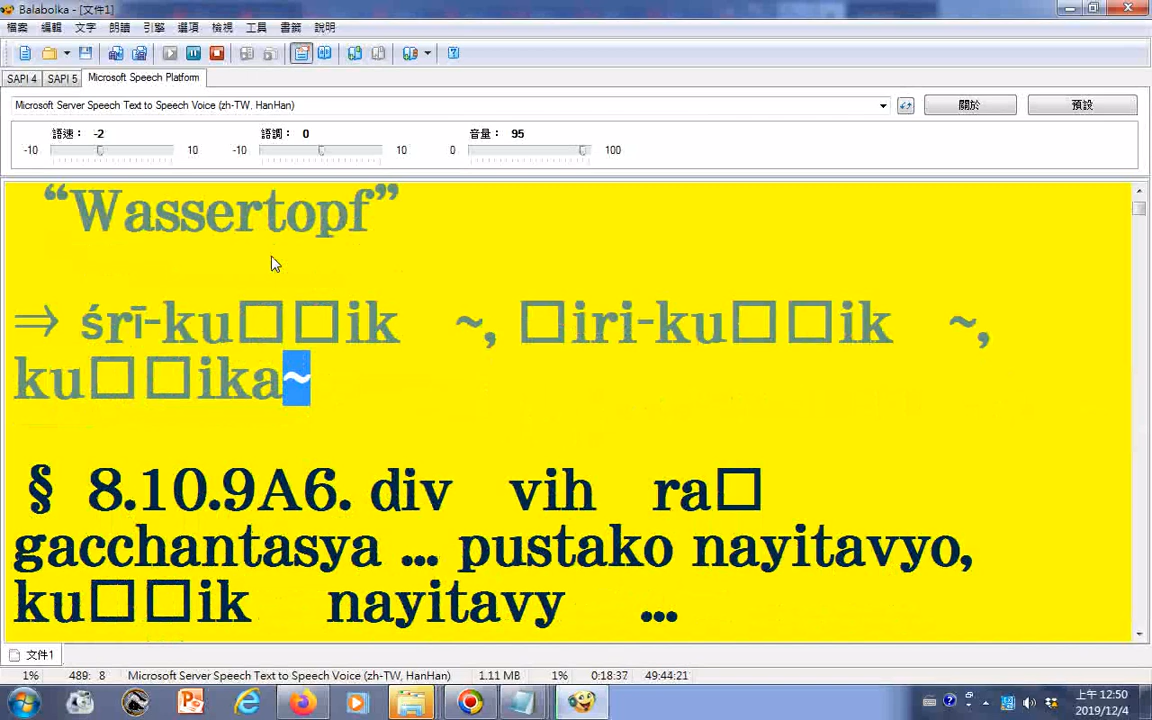 Balabolka - [文件1]
檔案 編輯 文字 朗讀 引擎 選項 檢視 工具 書籤 說明
SAPI 4 SAPI 5 Microsoft Speech Platform
Microsoft Server Speech Text to Speech Voice (zh-TW, HanHan) 關於 預設
語速： -2 語調： 0 音量： 95
-10 10 -10 10 0 100
“Wassertopf”
⇒ śrī-ku□□ik ~, □iri-ku□□ik ~,
ku□□ika~
§ 8.10.9A6. div vih ra□
gacchantasya ... pustako nayitavyo,
ku□□ik nayitavy ...
文件1
1% 489: 8 Microsoft Server Speech Text to Speech Voice (zh-TW, HanHan) 1.11 MB 1% 0:18:37 49:44:21
上午 12:50
2019/12/4